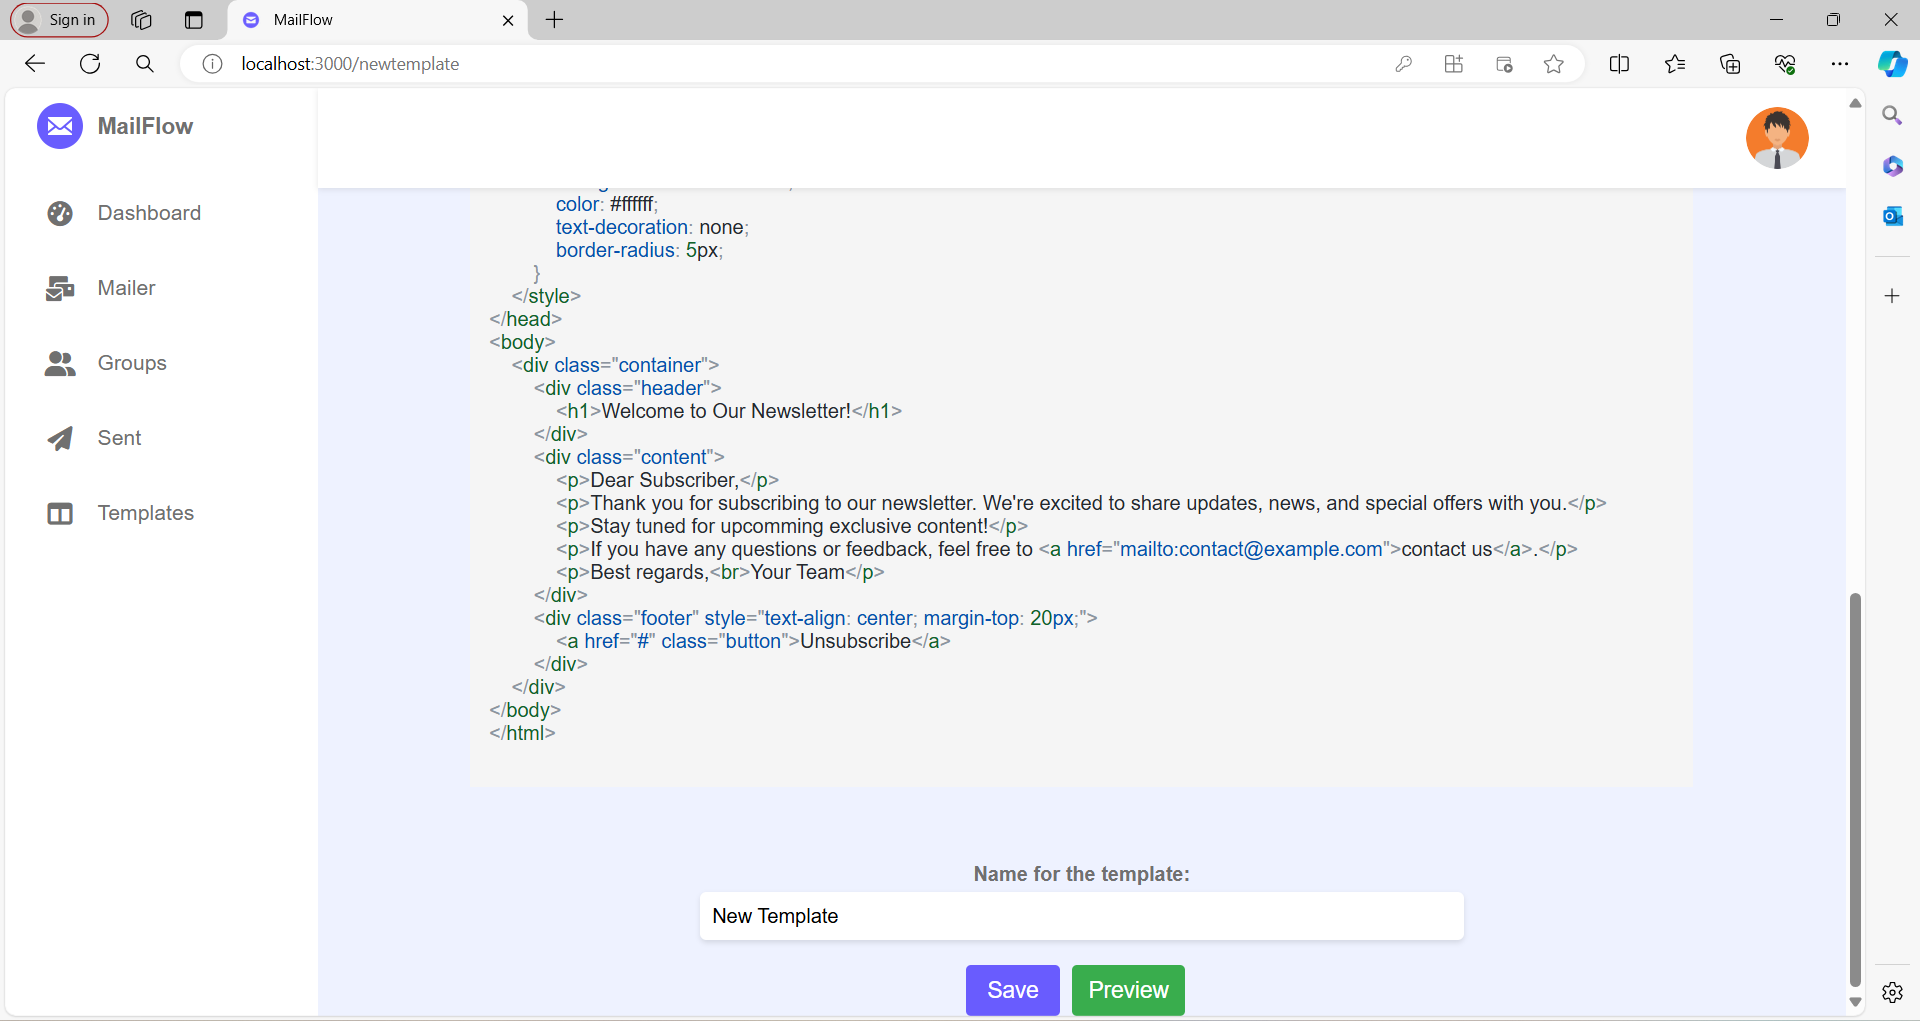 Sign in
MailFlow
localhost:3000/newtemplate
MailFlow
Dashboard
Mailer
Groups
Sent
Templates
color: #ffffff;
text-decoration: none;
border-radius: 5px;
}
</style>
</head>
<body>
<div class="container">
<div class="header">
<h1>Welcome to Our Newsletter!</h1>
</div>
<div class="content">
<p>Dear Subscriber,</p>
<p>Thank you for subscribing to our newsletter. We're excited to share updates, news, and special offers with you.</p>
<p>Stay tuned for upcomming exclusive content!</p>
<p>If you have any questions or feedback, feel free to <a href="mailto:contact@example.com">contact us</a>.</p>
<p>Best regards,<br>Your Team</p>
</div>
<div class="footer" style="text-align: center; margin-top: 20px;">
<a href="#" class="button">Unsubscribe</a>
</div>
</div>
</body>
</html>
Name for the template:
New Template
Save Preview